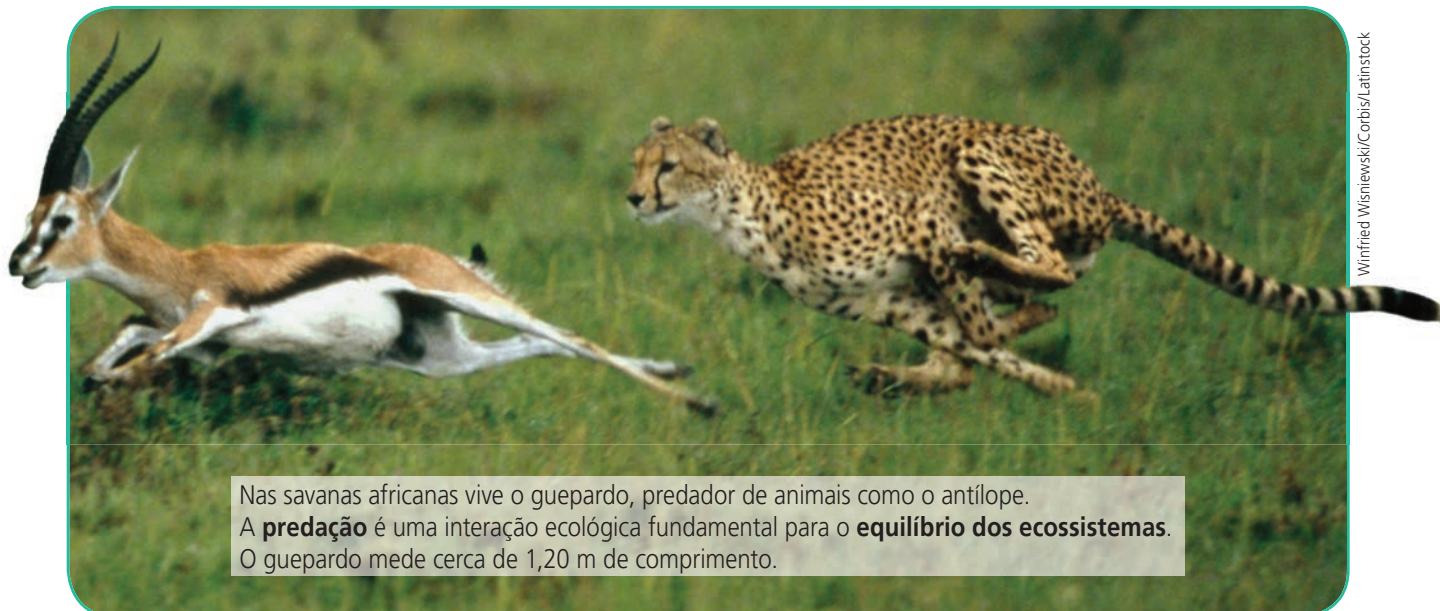 Nas savanas africanas vive o guepardo, predador de animais como o antílope.
A predação é uma interação ecológica fundamental para o equilíbrio dos ecossistemas.
O guepardo mede cerca de 1,20 m de comprimento.
Winfried Wisniewski/Corbis/Latinstock